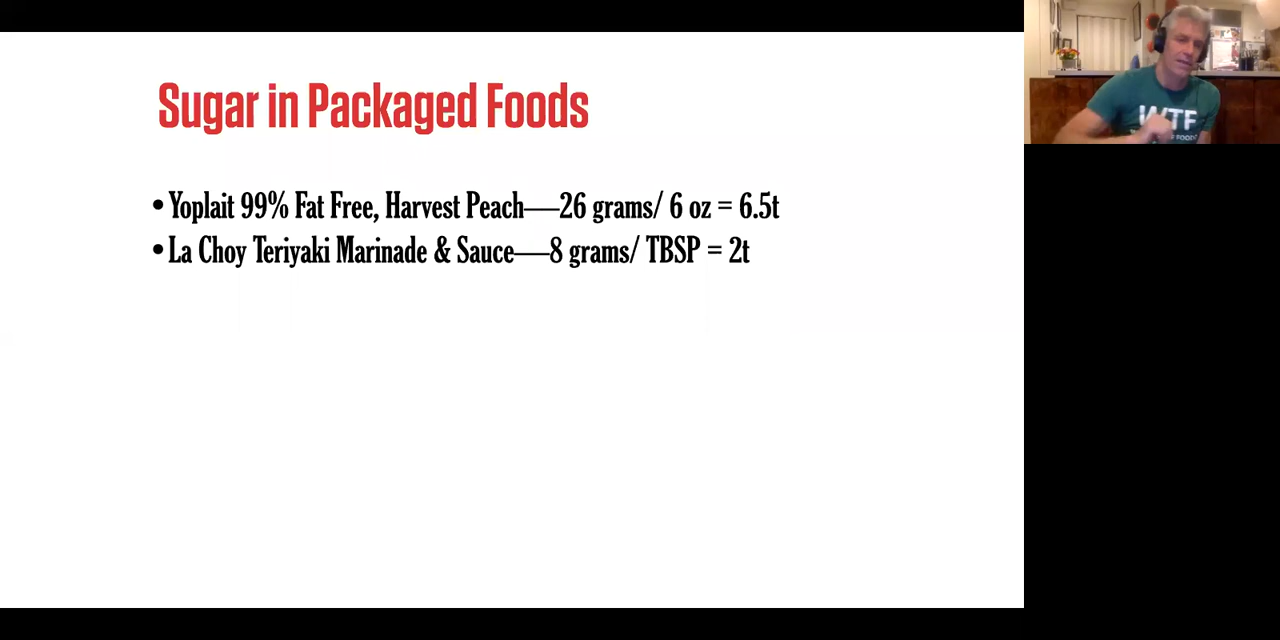 Sugar in Packaged Foods
• Yoplait 99% Fat Free, Harvest Peach—26 grams/ 6 oz = 6.5t
• La Choy Teriyaki Marinade & Sauce—8 grams/ TBSP = 2t
WTF